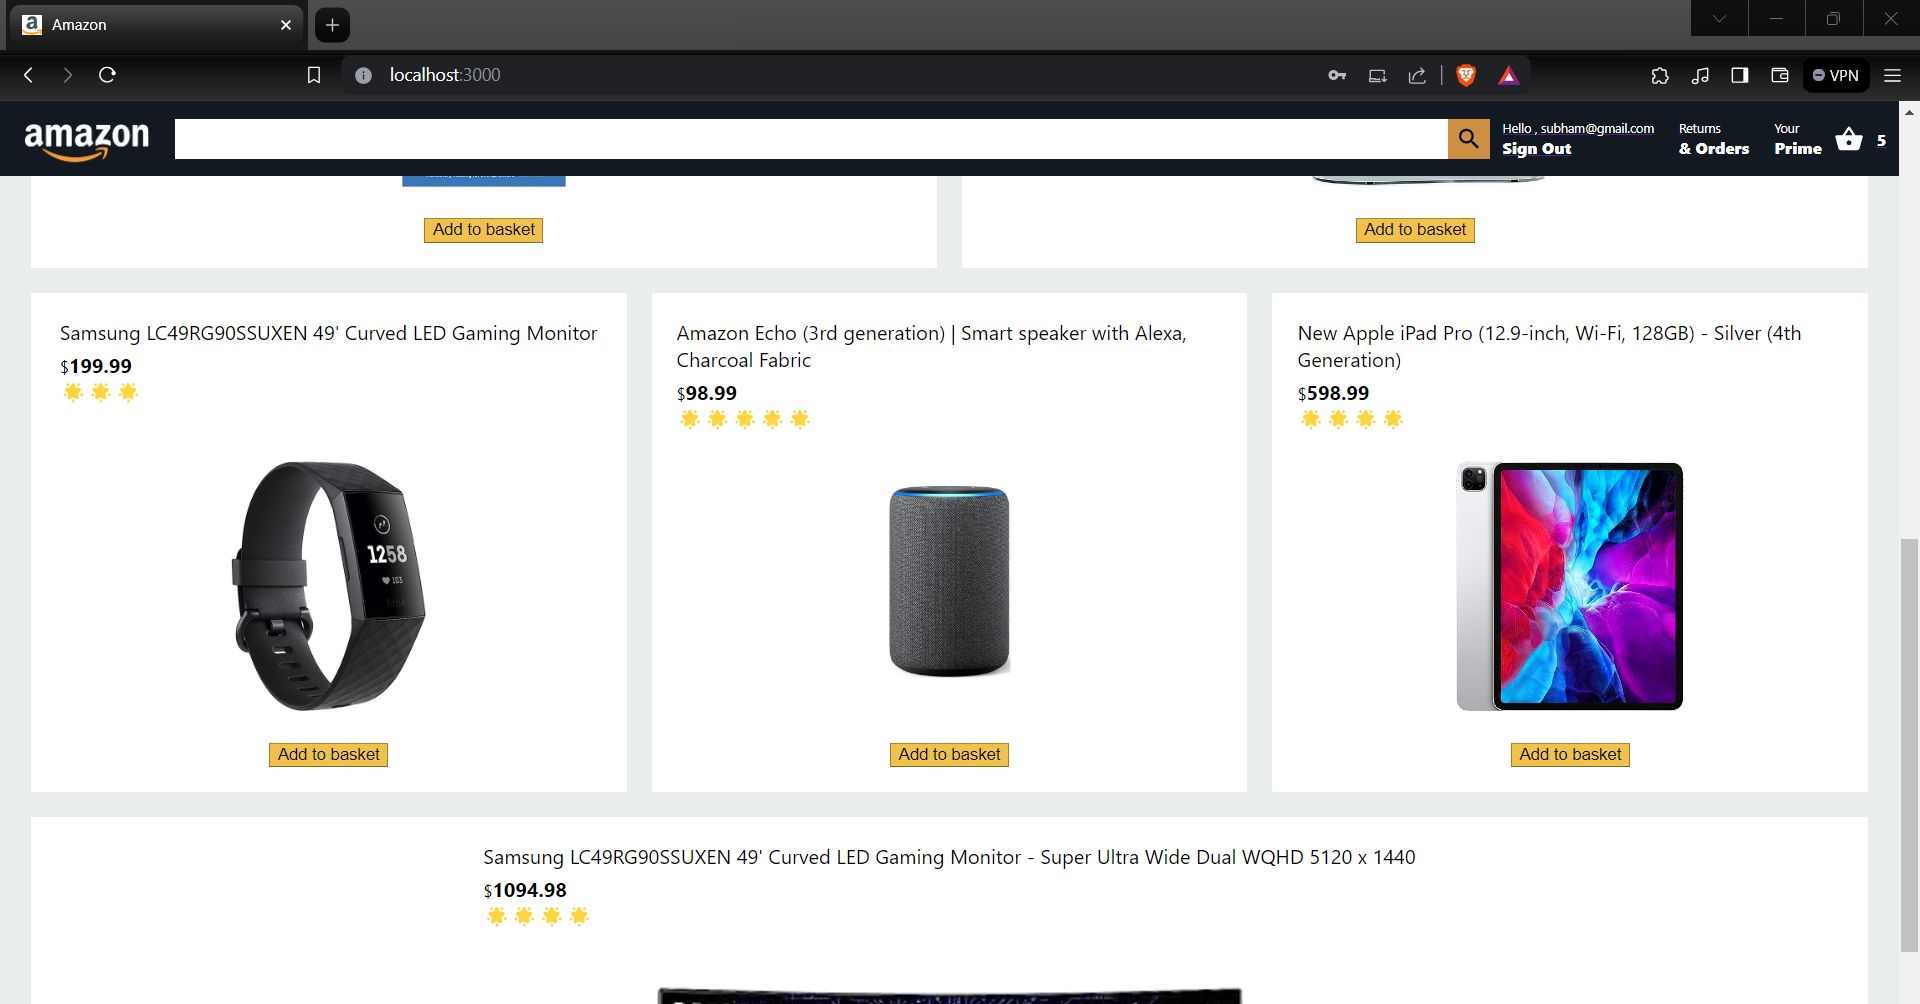 Amazon
localhost:3000
VPN
amazon
Hello , subham@gmail.com
Sign Out
Returns
& Orders
Your
Prime
5
Add to basket
Add to basket
Samsung LC49RG90SSUXEN 49' Curved LED Gaming Monitor
$199.99
1258
103
fitbit
Add to basket
Amazon Echo (3rd generation) | Smart speaker with Alexa,
Charcoal Fabric
$98.99
Add to basket
New Apple iPad Pro (12.9-inch, Wi-Fi, 128GB) - Silver (4th
Generation)
$598.99
Add to basket
Samsung LC49RG90SSUXEN 49' Curved LED Gaming Monitor - Super Ultra Wide Dual WQHD 5120 x 1440
$1094.98